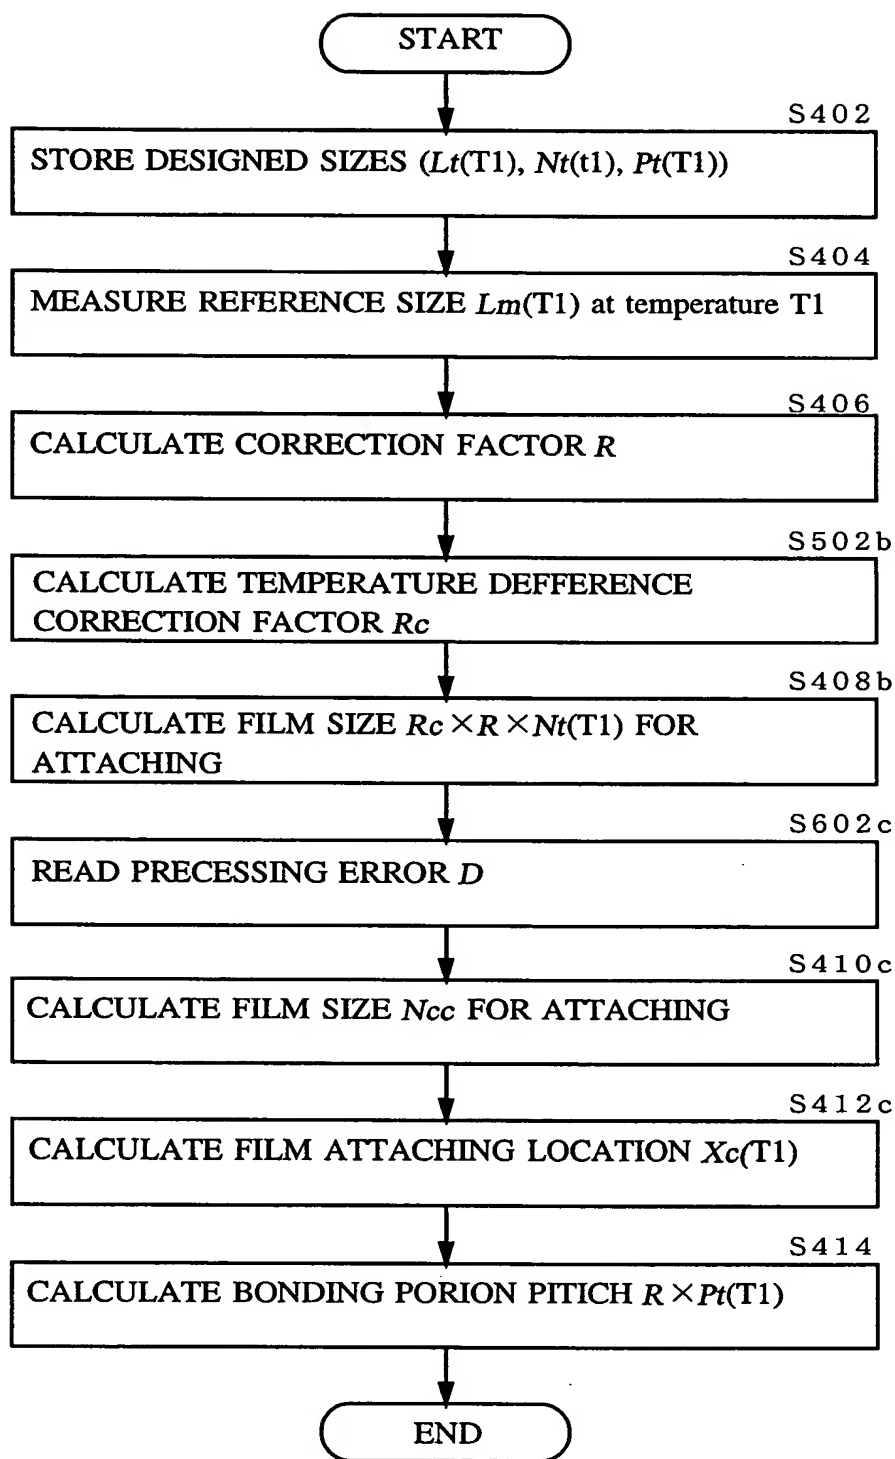 START
S402
STORE DESIGNED SIZES (Lt(T1), Nt(t1), Pt(T1))
S404
MEASURE REFERENCE SIZE Lm(T1) at temperature T1
S406
CALCULATE CORRECTION FACTOR R
S502b
CALCULATE TEMPERATURE DEFFERENCE
CORRECTION FACTOR Rc
S408b
CALCULATE FILM SIZE Rc×R×Nt(T1) FOR
ATTACHING
S602c
READ PRECESSING ERROR D
S410c
CALCULATE FILM SIZE Ncc FOR ATTACHING
S412c
CALCULATE FILM ATTACHING LOCATION Xc(T1)
S414
CALCULATE BONDING PORION PITICH R×Pt(T1)
END